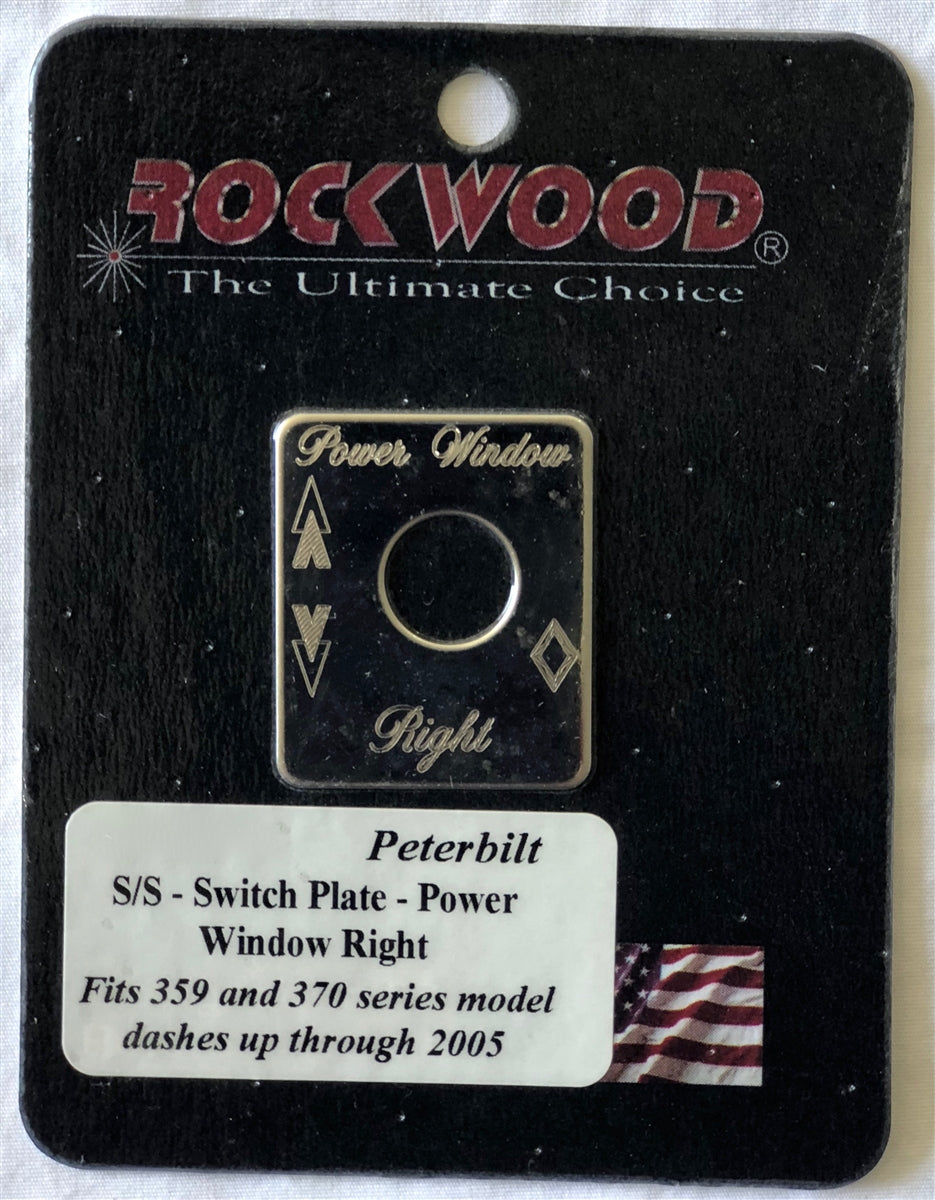 ROCKWOOD®
The Ultimate Choice
Power Window
Right
Peterbilt
S/S - Switch Plate - Power
Window Right
Fits 359 and 370 series model
dashes up through 2005